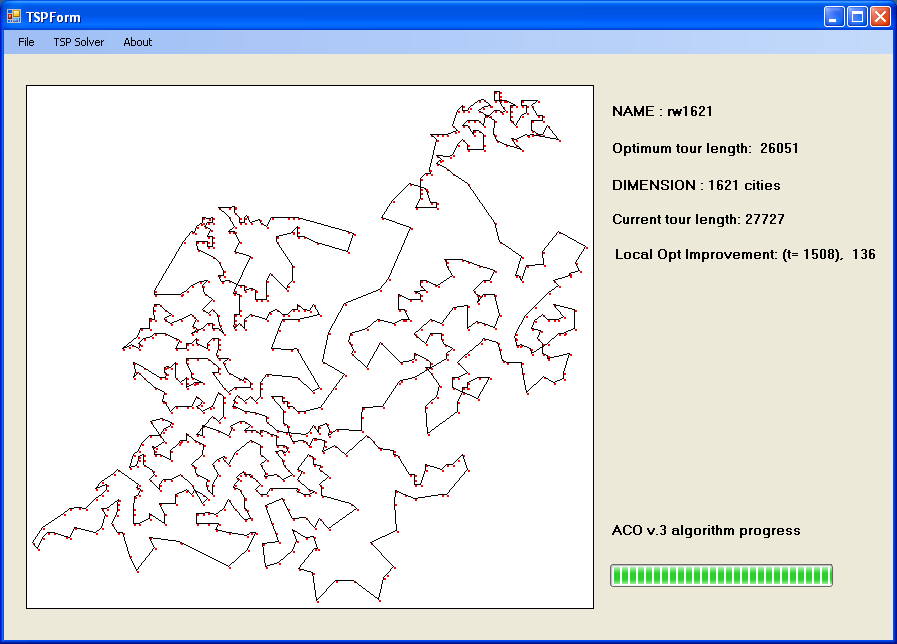 TSPForm
File TSP Solver About
NAME : rw1621
Optimum tour length: 26051
DIMENSION : 1621 cities
Current tour length: 27727
Local Opt Improvement: (t= 1508), 136
ACO v.3 algorithm progress